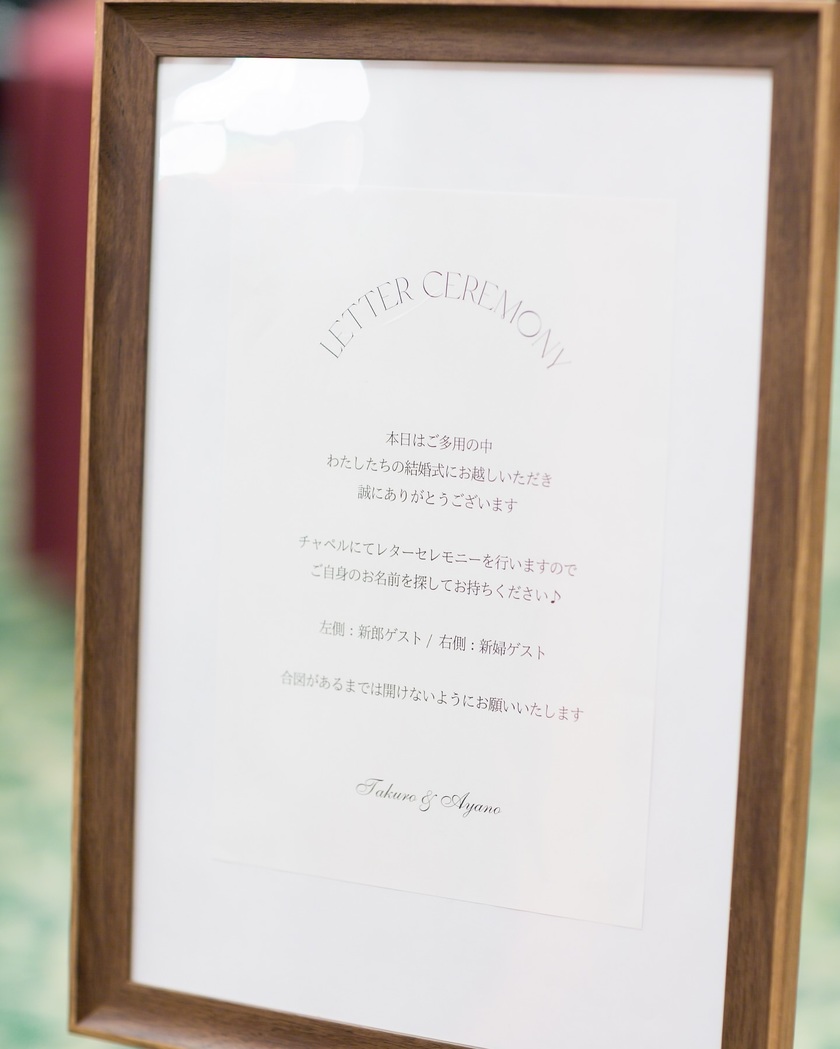 LETTER CEREMONY
本日はご多用の中
わたしたちの結婚式にお越しいただき
誠にありがとうございます
チャペルにてレターセレモニーを行いますので
ご自身のお名前を探してお持ちください♪
左側：新郎ゲスト / 右側：新婦ゲスト
合図があるまでは開けないようにお願いいたします
Takuro & Ayano